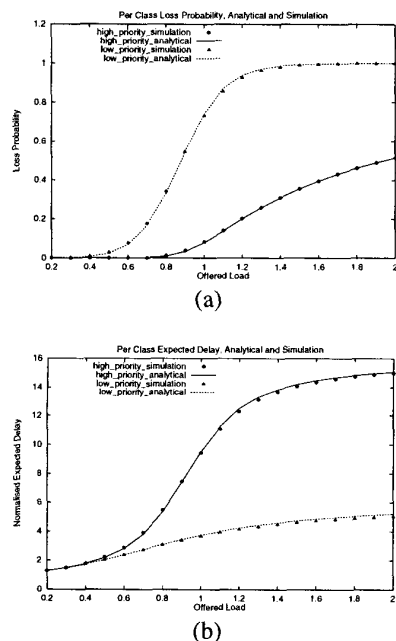 Per Class Loss Probability, Analytical and Simulation
high_priority_simulation
high_priority_analytical
low_priority_simulation
low_priority_analytical
1.2
1
0.8
0.6
0.4
0.2
0
Loss Probability
0.2 0.4 0.6 0.8 1 1.2 1.4 1.6 1.8 2
Offered Load
(a)
Per Class Expected Delay, Analytical and Simulation
high_priority_simulation
high_priority_analytical
low_priority_simulation
low_priority_analytical
16
14
12
10
8
6
4
2
0
Normalised Expected Delay
0.2 0.4 0.6 0.8 1 1.2 1.4 1.6 1.8 2
Offered Load
(b)